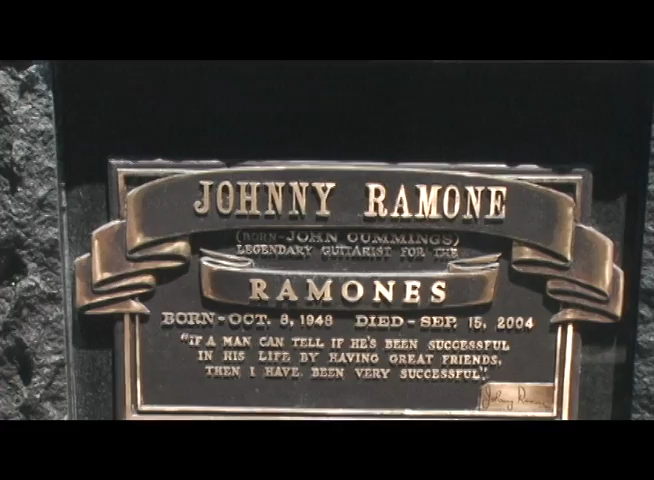 JOHNNY RAMONE
(BORN-JOHN CUMMINGS)
LEGENDARY GUITARIST FOR THE
RAMONES
BORN-OCT. 8, 1948 DIED-SEP. 15, 2004
"IF A MAN CAN TELL IF HE'S BEEN SUCCESSFUL
IN HIS LIFE BY HAVING GREAT FRIENDS,
THEN I HAVE BEEN VERY SUCCESSFUL"
Johnny Ramone